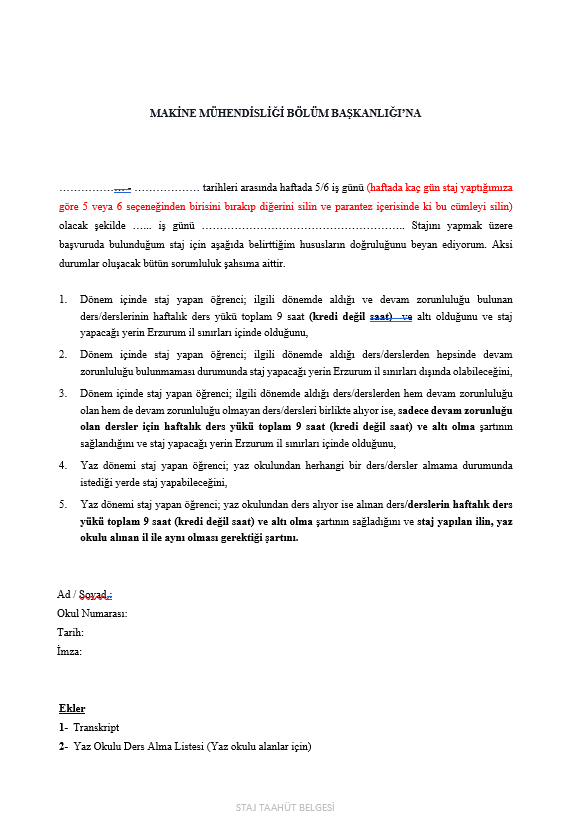 MAKİNE MÜHENDİSLİĞİ BÖLÜM BAŞKANLIĞI’NA
………………... - ……………… tarihleri arasında haftada 5/6 iş günü (haftada kaç gün staj yaptığımıza
göre 5 veya 6 seçeneğinden birisini bırakıp diğerini silin ve parantez içerisinde ki bu cümleyi silin)
olacak şekilde …... iş günü ………………………………………….. Stajını yapmak üzere
başvuruda bulunduğum staj için aşağıda belirttiğim hususların doğruluğunu beyan ediyorum. Aksi
durumlar oluşacak bütün sorumluluk şahsıma aittir.
1. Dönem içinde staj yapan öğrenci; ilgili dönemde aldığı ve devam zorunluluğu bulunan
ders/derslerinin haftalık ders yükü toplam 9 saat (kredi değil saat) ve altı olduğunu ve staj
yapacağı yerin Erzurum il sınırları içinde olduğunu,
2. Dönem içinde staj yapan öğrenci; ilgili dönemde aldığı ders/derslerden hepsinde devam
zorunluluğu bulunmaması durumunda staj yapacağı yerin Erzurum il sınırları dışında olabileceğini,
3. Dönem içinde staj yapan öğrenci; ilgili dönemde aldığı ders/derslerden hem devam zorunluluğu
olan hem de devam zorunluluğu olmayan ders/dersleri birlikte alıyor ise, sadece devam zorunluğu
olan dersler için haftalık ders yükü toplam 9 saat (kredi değil saat) ve altı olma şartının
sağlandığını ve staj yapacağı yerin Erzurum il sınırları içinde olduğunu,
4. Yaz dönemi staj yapan öğrenci; yaz okulundan herhangi bir ders/dersler almama durumunda
istediği yerde staj yapabileceğini,
5. Yaz dönemi staj yapan öğrenci; yaz okulundan ders alıyor ise alınan ders/derslerin haftalık ders
yükü toplam 9 saat (kredi değil saat) ve altı olma şartının sağladığını ve staj yapılan ilin, yaz
okulu alınan il ile aynı olması gerektiği şartını.
Ad / Soyad :
Okul Numarası:
Tarih:
İmza:
Ekler
1- Transkript
2- Yaz Okulu Ders Alma Listesi (Yaz okulu alanlar için)
STAJ TAAHÜT BELGESİ